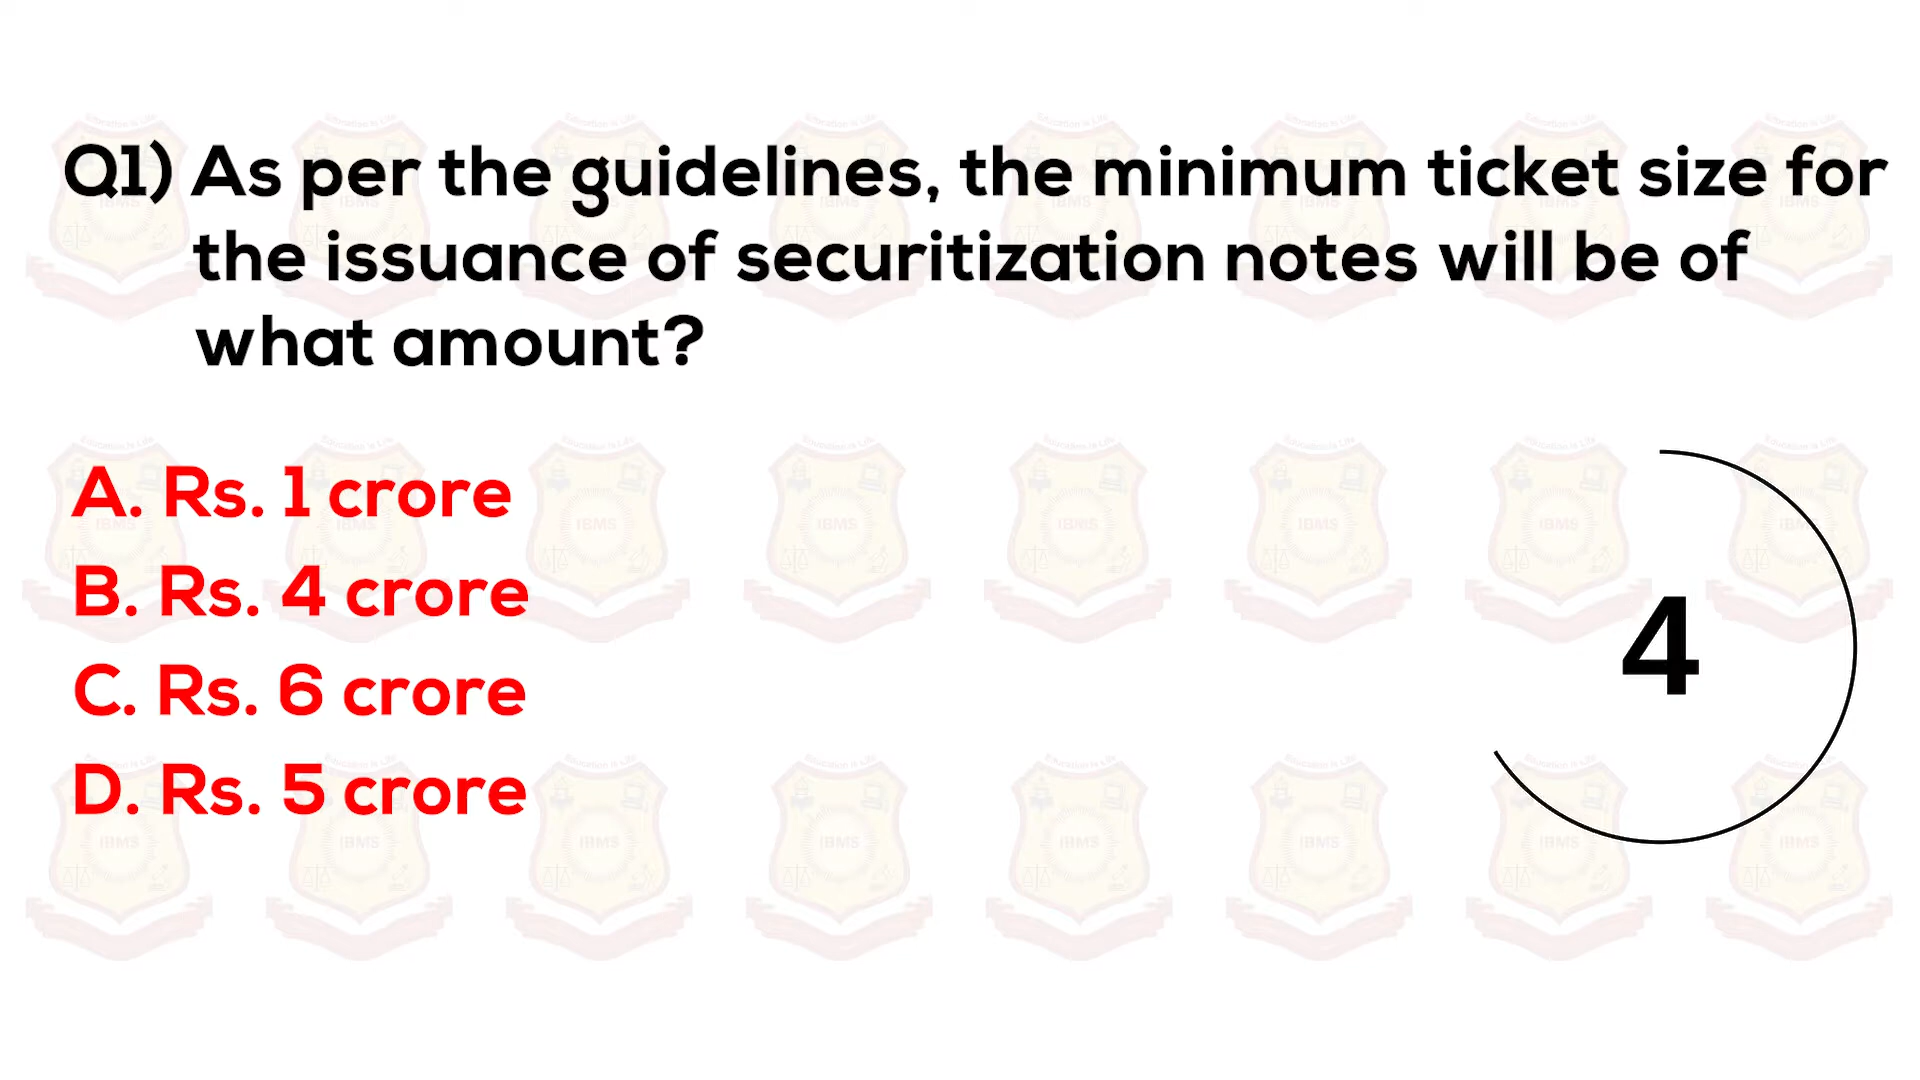 Q1) As per the guidelines, the minimum ticket size for
the issuance of securitization notes will be of
what amount?
A. Rs. 1 crore
B. Rs. 4 crore
C. Rs. 6 crore
D. Rs. 5 crore
4